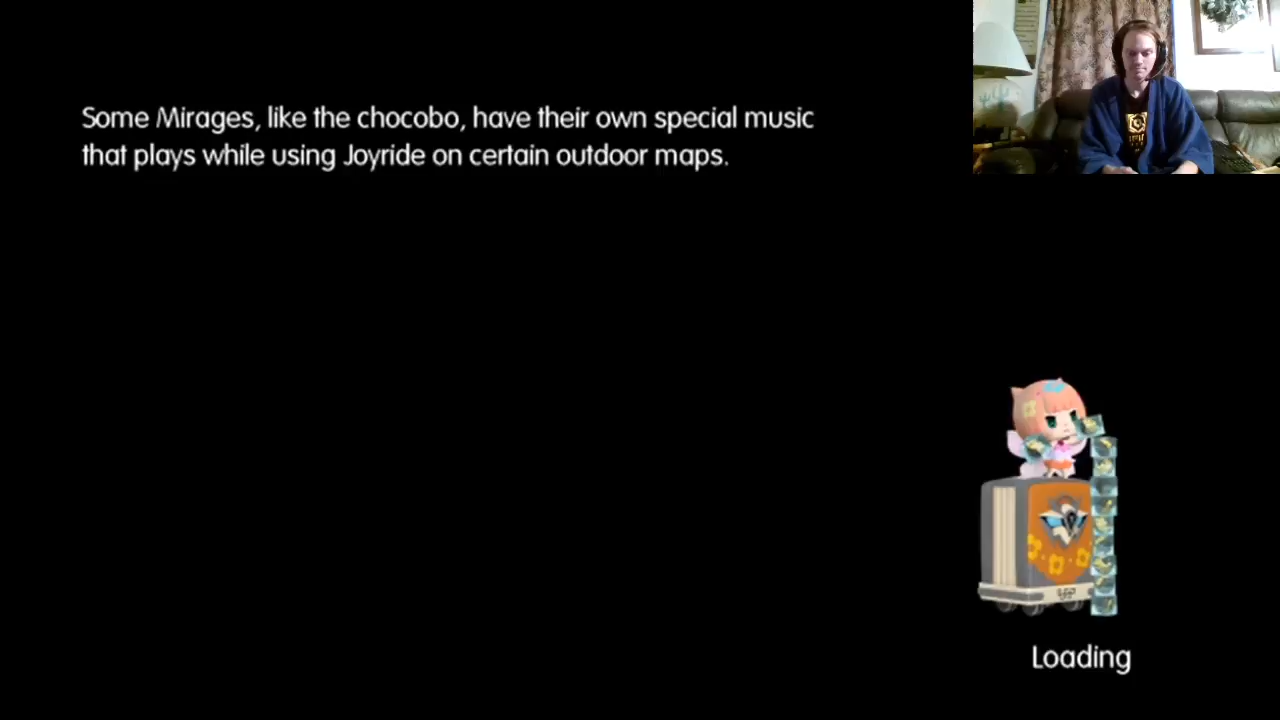 Some Mirages, like the chocobo, have their own special music
that plays while using Joyride on certain outdoor maps.
Loading